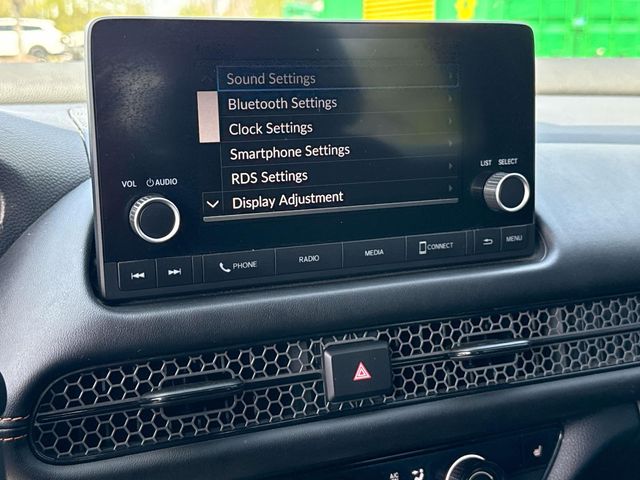 Sound Settings
Bluetooth Settings
Clock Settings
Smartphone Settings
RDS Settings
Display Adjustment
VOL
AUDIO
LIST
SELECT
PHONE
RADIO
MEDIA
CONNECT
MENU
A/C